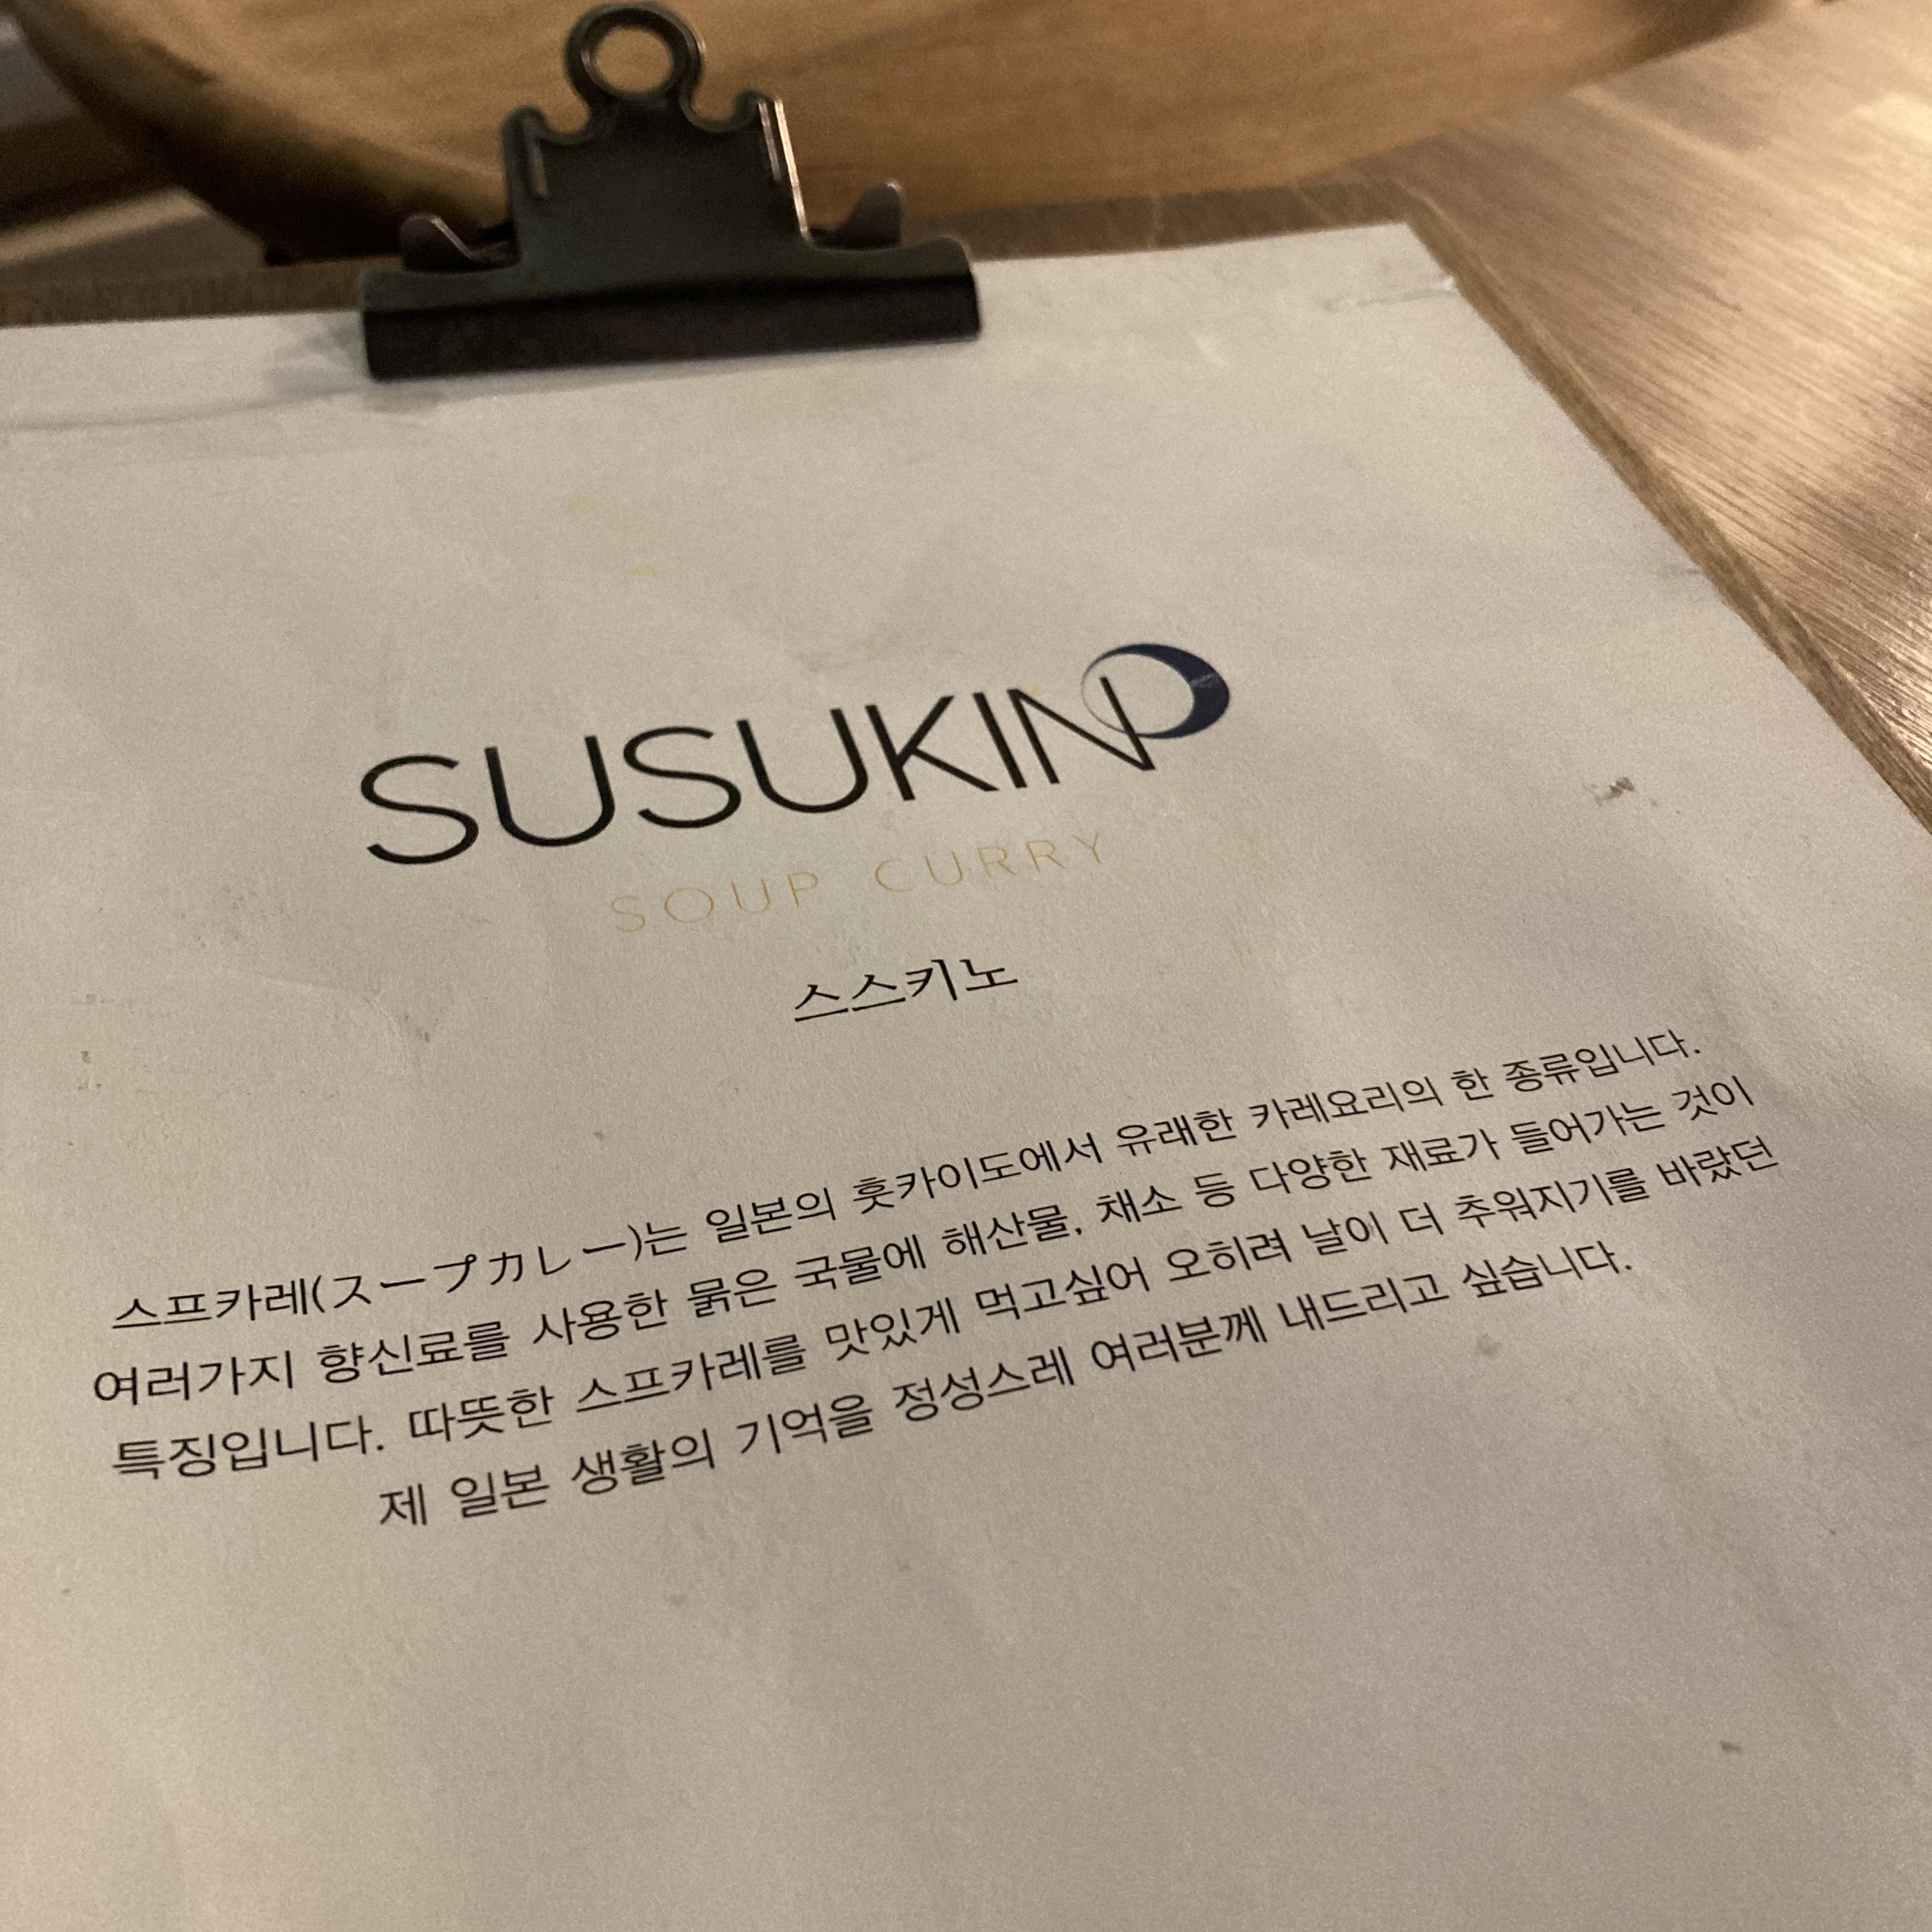 SUSUKINO
SOUP CURRY
스스키노
스프카레(スープカレー)는 일본의 홋카이도에서 유래한 카레요리의 한 종류입니다.
여러가지 향신료를 사용한 묽은 국물에 해산물, 채소 등 다양한 재료가 들어가는 것이
특징입니다. 따뜻한 스프카레를 맛있게 먹고싶어 오히려 날이 더 추워지기를 바랐던
제 일본 생활의 기억을 정성스레 여러분께 내드리고 싶습니다.